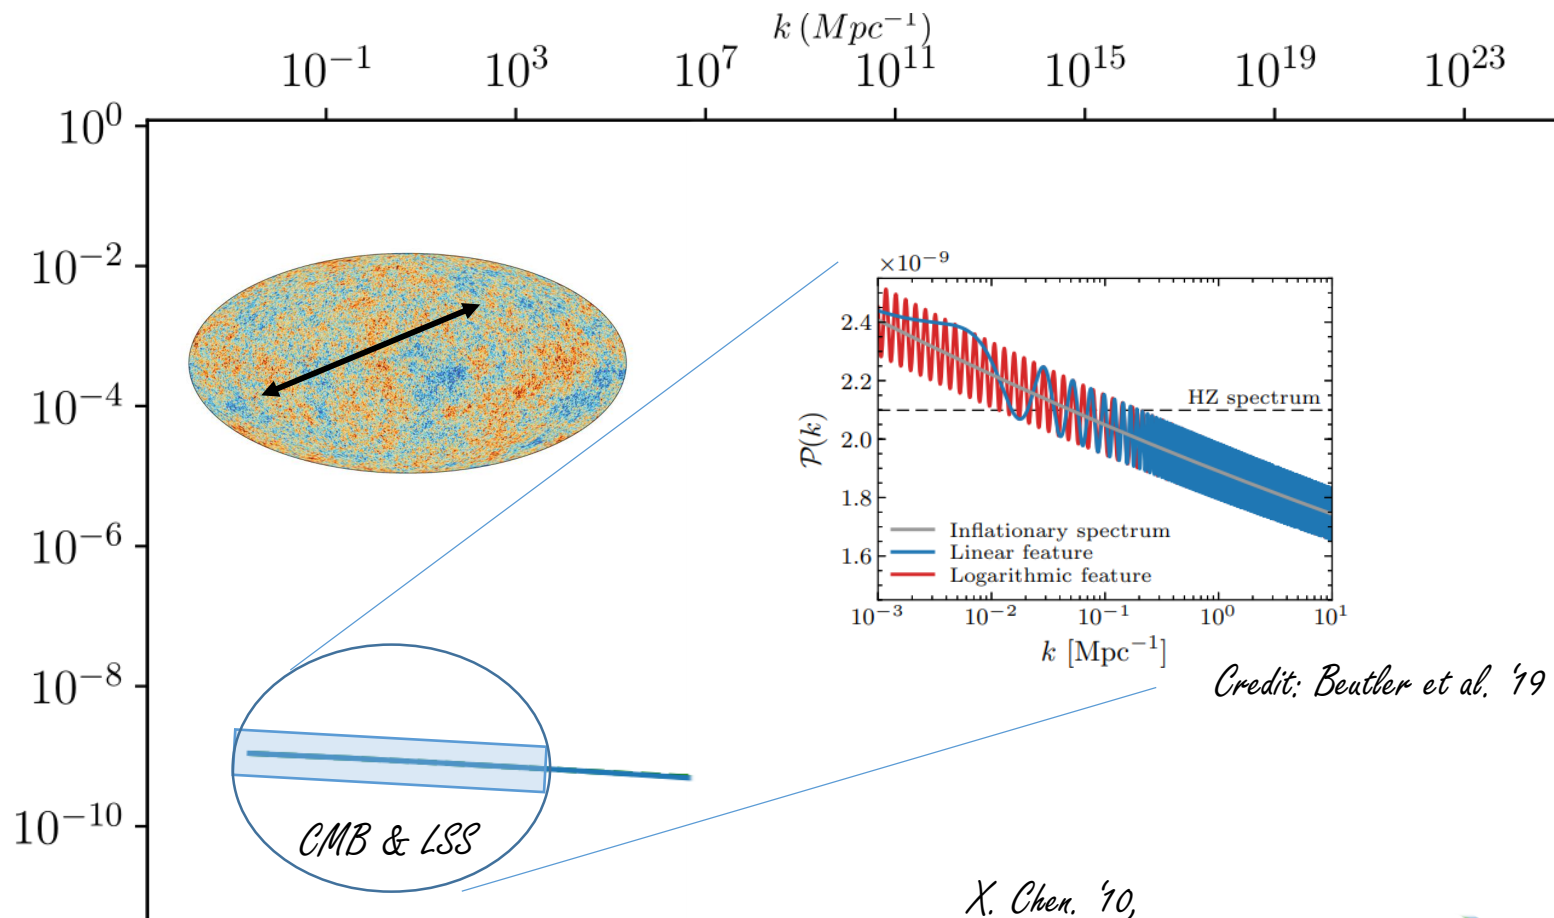 k (Mpc⁻¹)
10⁻¹ 10³ 10⁷ 10¹¹ 10¹⁵ 10¹⁹ 10²³
10⁰
10⁻²
10⁻⁴
10⁻⁶
10⁻⁸
10⁻¹⁰
×10⁻⁹
2.4
2.2
2.0
1.8
1.6
P(k)
HZ spectrum
Inflationary spectrum
Linear feature
Logarithmic feature
10⁻³ 10⁻² 10⁻¹ 10⁰ 10¹
k [Mpc⁻¹]
Credit: Beutler et al. '19
CMB & LSS
X. Chen. '10,